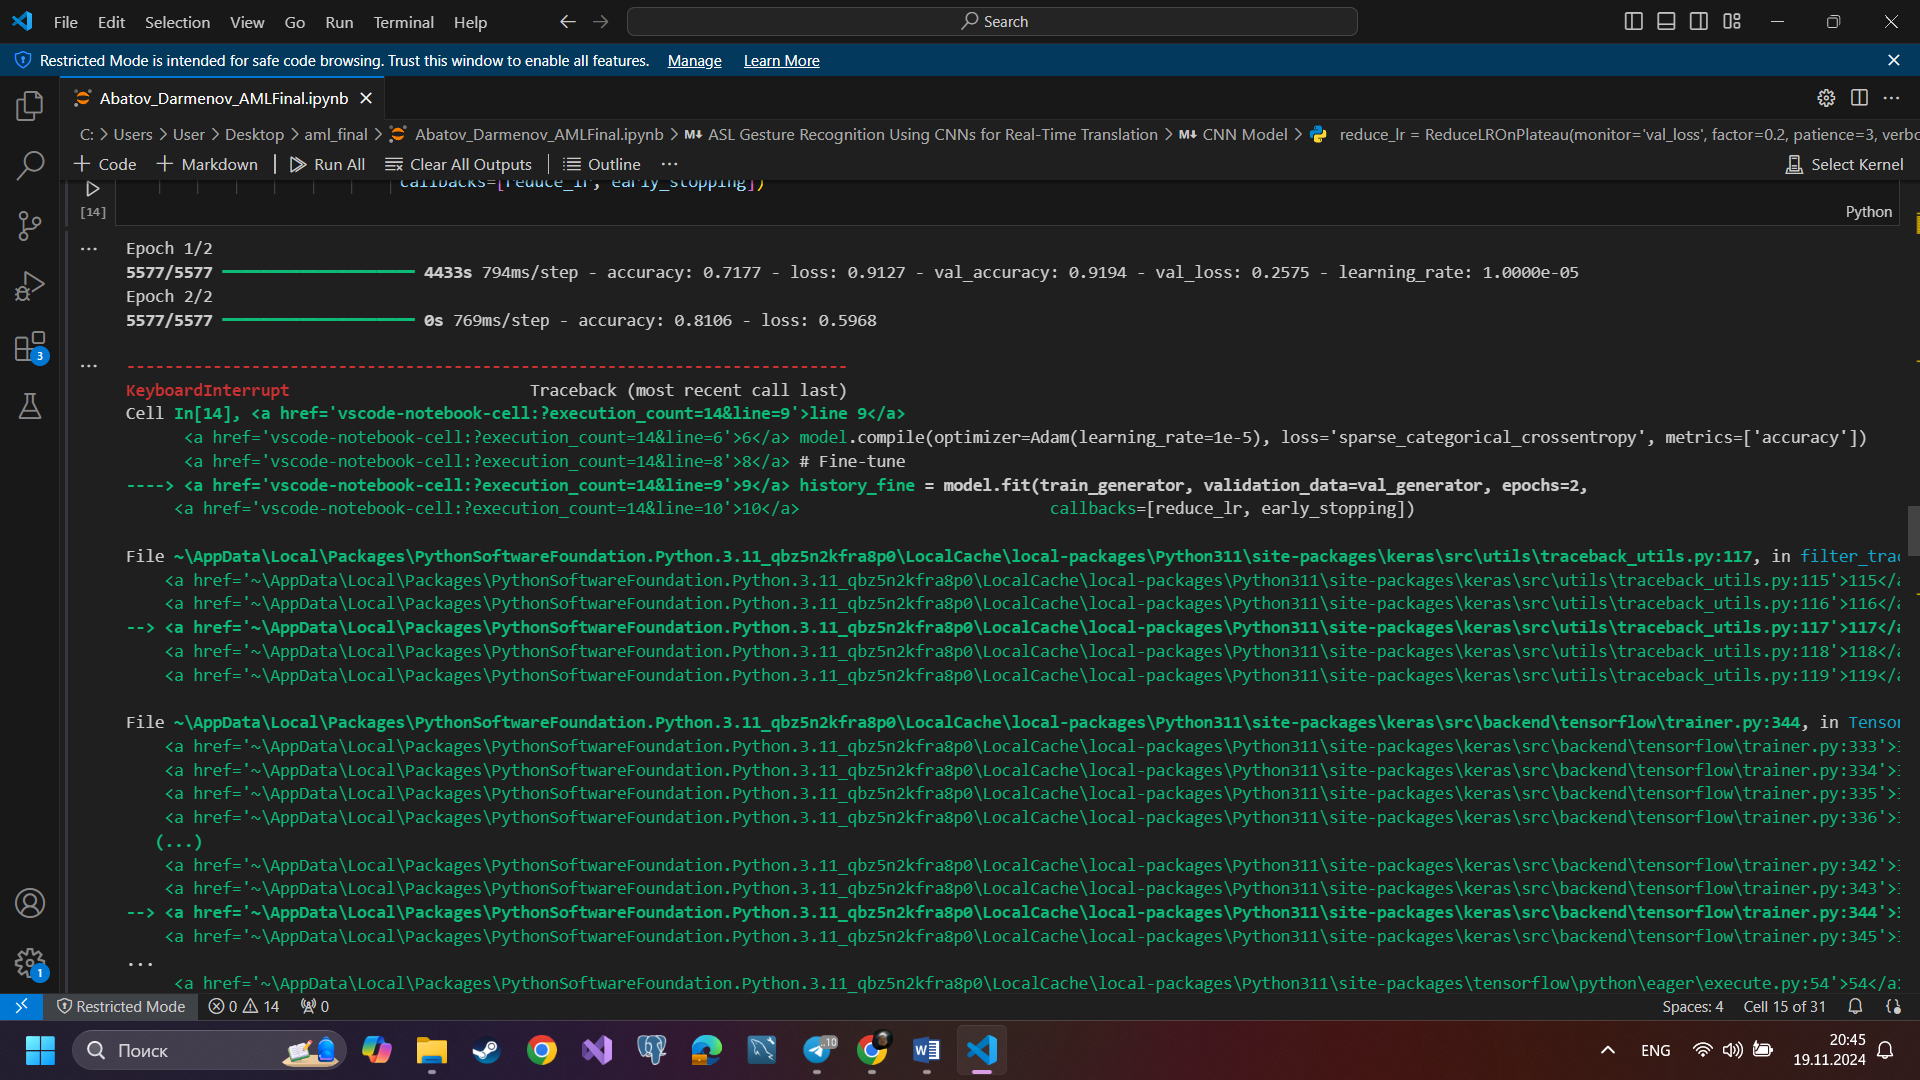 File Edit Selection View Go Run Terminal Help
Search
Restricted Mode is intended for safe code browsing. Trust this window to enable all features. Manage Learn More
Abatov_Darmenov_AMLFinal.ipynb
C: > Users > User > Desktop > aml_final > Abatov_Darmenov_AMLFinal.ipynb > M↓ ASL Gesture Recognition Using CNNs for Real-Time Translation > M↓ CNN Model > reduce_lr = ReduceLROnPlateau(monitor='val_loss', factor=0.2, patience=3, verbo
+ Code + Markdown Run All Clear All Outputs Outline ... Select Kernel
callbacks=[reduce_lr, early_stopping])
[14]
Python
Epoch 1/2
5577/5577 4433s 794ms/step - accuracy: 0.7177 - loss: 0.9127 - val_accuracy: 0.9194 - val_loss: 0.2575 - learning_rate: 1.0000e-05
Epoch 2/2
5577/5577 0s 769ms/step - accuracy: 0.8106 - loss: 0.5968
---------------------------------------------------------------------------
KeyboardInterrupt Traceback (most recent call last)
Cell In[14], <a href='vscode-notebook-cell:?execution_count=14&line=9'>line 9</a>
<a href='vscode-notebook-cell:?execution_count=14&line=6'>6</a> model.compile(optimizer=Adam(learning_rate=1e-5), loss='sparse_categorical_crossentropy', metrics=['accuracy'])
<a href='vscode-notebook-cell:?execution_count=14&line=8'>8</a> # Fine-tune
----> <a href='vscode-notebook-cell:?execution_count=14&line=9'>9</a> history_fine = model.fit(train_generator, validation_data=val_generator, epochs=2,
<a href='vscode-notebook-cell:?execution_count=14&line=10'>10</a> callbacks=[reduce_lr, early_stopping])
File ~\AppData\Local\Packages\PythonSoftwareFoundation.Python.3.11_qbz5n2kfra8p0\LocalCache\local-packages\Python311\site-packages\keras\src\utils\traceback_utils.py:117, in filter_trac
<a href='~\AppData\Local\Packages\PythonSoftwareFoundation.Python.3.11_qbz5n2kfra8p0\LocalCache\local-packages\Python311\site-packages\keras\src\utils\traceback_utils.py:115'>115</a
<a href='~\AppData\Local\Packages\PythonSoftwareFoundation.Python.3.11_qbz5n2kfra8p0\LocalCache\local-packages\Python311\site-packages\keras\src\utils\traceback_utils.py:116'>116</a
--> <a href='~\AppData\Local\Packages\PythonSoftwareFoundation.Python.3.11_qbz5n2kfra8p0\LocalCache\local-packages\Python311\site-packages\keras\src\utils\traceback_utils.py:117'>117</a
<a href='~\AppData\Local\Packages\PythonSoftwareFoundation.Python.3.11_qbz5n2kfra8p0\LocalCache\local-packages\Python311\site-packages\keras\src\utils\traceback_utils.py:118'>118</a
<a href='~\AppData\Local\Packages\PythonSoftwareFoundation.Python.3.11_qbz5n2kfra8p0\LocalCache\local-packages\Python311\site-packages\keras\src\utils\traceback_utils.py:119'>119</a
File ~\AppData\Local\Packages\PythonSoftwareFoundation.Python.3.11_qbz5n2kfra8p0\LocalCache\local-packages\Python311\site-packages\keras\src\backend\tensorflow\trainer.py:344, in Tensor
<a href='~\AppData\Local\Packages\PythonSoftwareFoundation.Python.3.11_qbz5n2kfra8p0\LocalCache\local-packages\Python311\site-packages\keras\src\backend\tensorflow\trainer.py:333'>
<a href='~\AppData\Local\Packages\PythonSoftwareFoundation.Python.3.11_qbz5n2kfra8p0\LocalCache\local-packages\Python311\site-packages\keras\src\backend\tensorflow\trainer.py:334'>
<a href='~\AppData\Local\Packages\PythonSoftwareFoundation.Python.3.11_qbz5n2kfra8p0\LocalCache\local-packages\Python311\site-packages\keras\src\backend\tensorflow\trainer.py:335'>
<a href='~\AppData\Local\Packages\PythonSoftwareFoundation.Python.3.11_qbz5n2kfra8p0\LocalCache\local-packages\Python311\site-packages\keras\src\backend\tensorflow\trainer.py:336'>
(...)
<a href='~\AppData\Local\Packages\PythonSoftwareFoundation.Python.3.11_qbz5n2kfra8p0\LocalCache\local-packages\Python311\site-packages\keras\src\backend\tensorflow\trainer.py:342'>
<a href='~\AppData\Local\Packages\PythonSoftwareFoundation.Python.3.11_qbz5n2kfra8p0\LocalCache\local-packages\Python311\site-packages\keras\src\backend\tensorflow\trainer.py:343'>
--> <a href='~\AppData\Local\Packages\PythonSoftwareFoundation.Python.3.11_qbz5n2kfra8p0\LocalCache\local-packages\Python311\site-packages\keras\src\backend\tensorflow\trainer.py:344'>
<a href='~\AppData\Local\Packages\PythonSoftwareFoundation.Python.3.11_qbz5n2kfra8p0\LocalCache\local-packages\Python311\site-packages\keras\src\backend\tensorflow\trainer.py:345'>
...
<a href='~\AppData\Local\Packages\PythonSoftwareFoundation.Python.3.11_qbz5n2kfra8p0\LocalCache\local-packages\Python311\site-packages\tensorflow\python\eager\execute.py:54'>54</a>
3
1
Restricted Mode 0 14 0 Spaces: 4 Cell 15 of 31
Поиск
10
ENG
20:45
19.11.2024